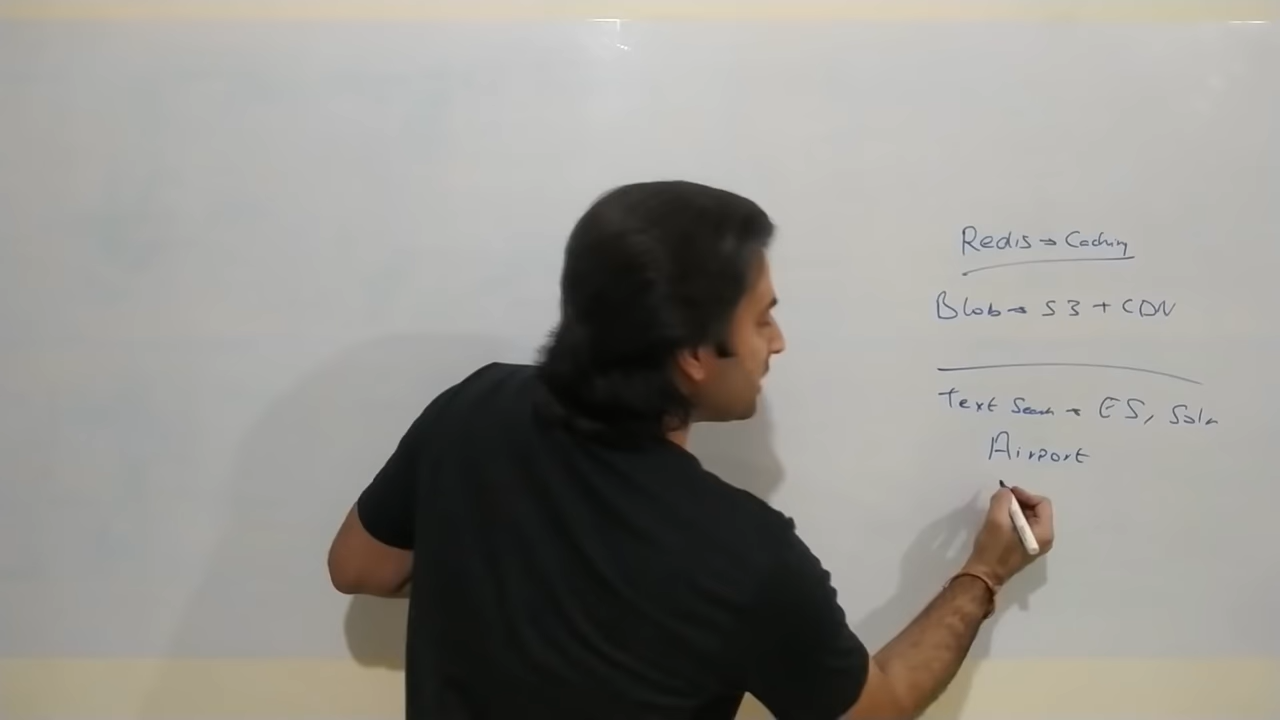 Redis → Caching
Blob → S3 + CDN
Text Search → ES, Solr
Airport